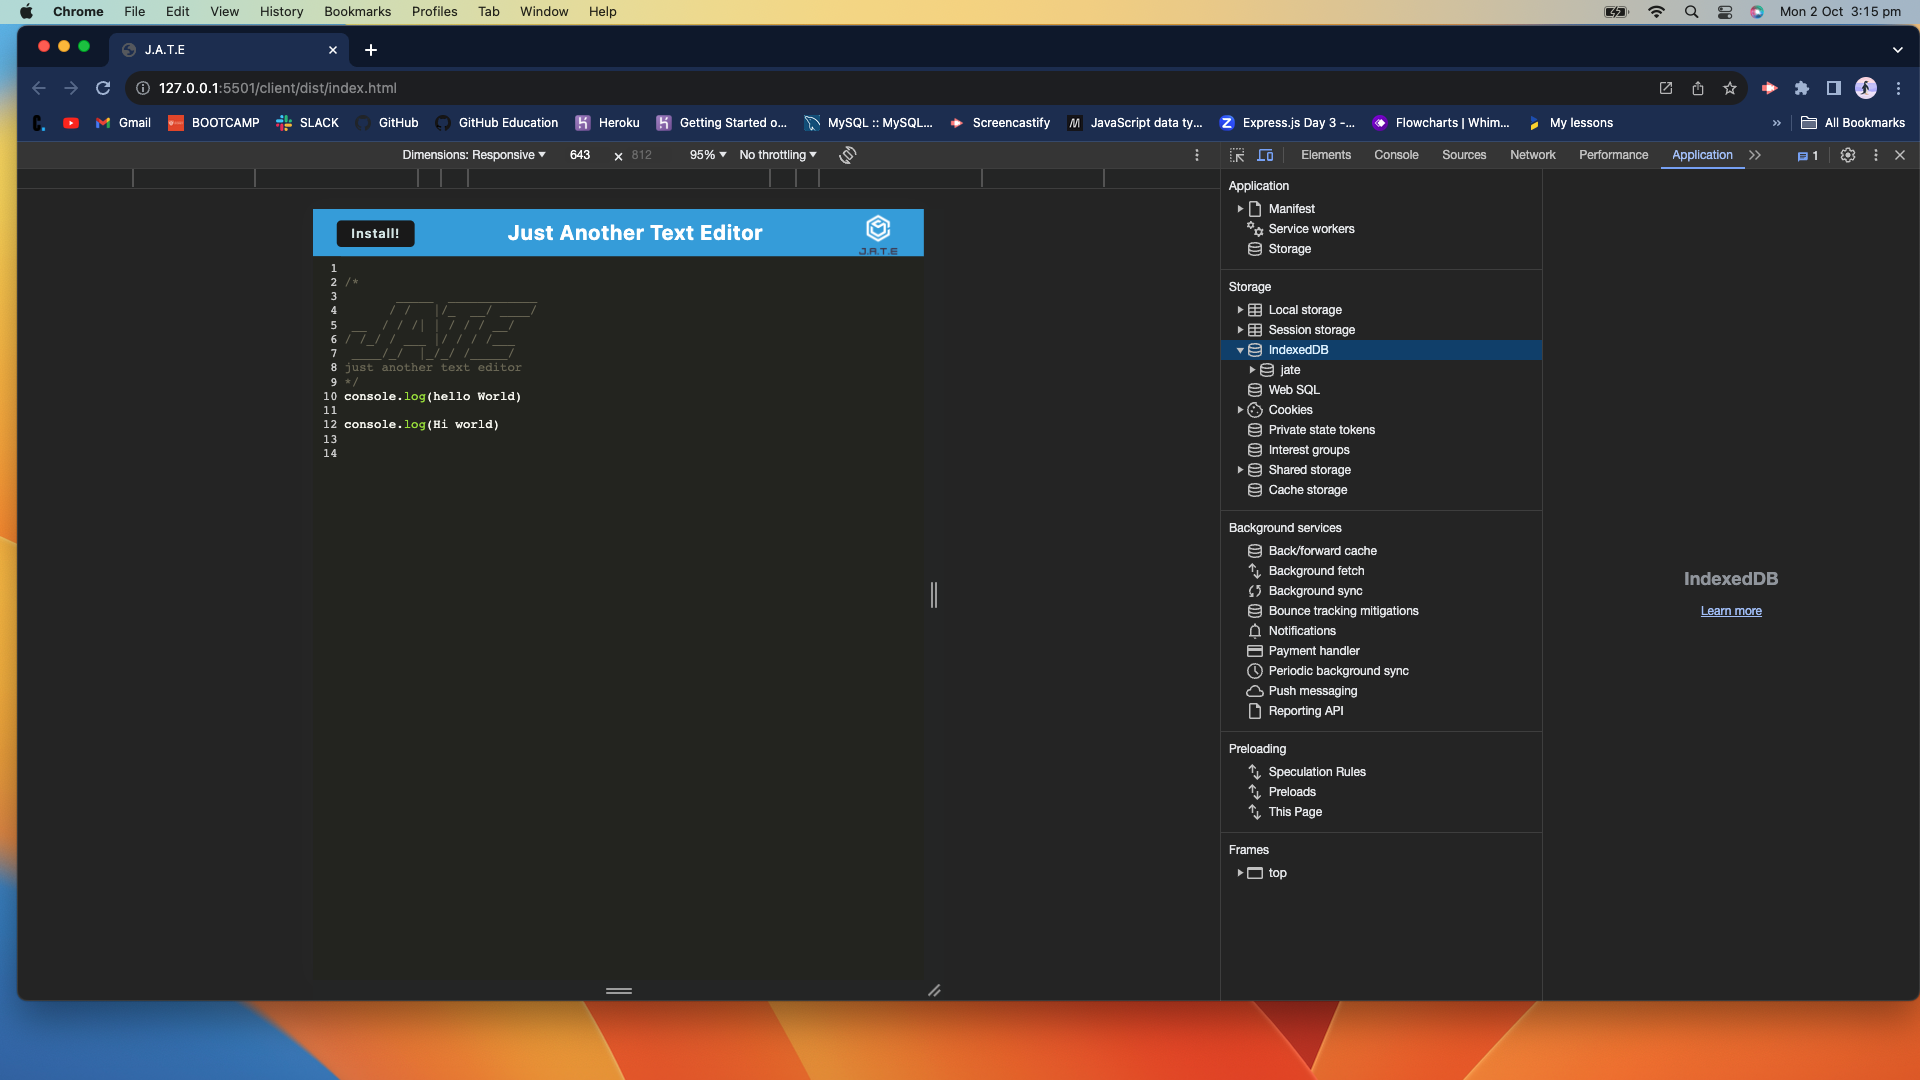 Chrome File Edit View History Bookmarks Profiles Tab Window Help Mon 2 Oct 3:15 pm
J.A.T.E
127.0.0.1:5501/client/dist/index.html
Gmail BOOTCAMP SLACK GitHub GitHub Education Heroku Getting Started o... MySQL :: MySQL... Screencastify JavaScript data ty... Express.js Day 3 -... Flowcharts | Whim... My lessons » All Bookmarks
Dimensions: Responsive 643 x 812 95% No throttling
Elements Console Sources Network Performance Application 1
Install! Just Another Text Editor J.A.T.E
1
2 /*
3
4
5
6
7
8 just another text editor
9 */
10 console.log(hello World)
11
12 console.log(Hi world)
13
14
Application
Manifest
Service workers
Storage
Storage
Local storage
Session storage
IndexedDB
jate
Web SQL
Cookies
Private state tokens
Interest groups
Shared storage
Cache storage
Background services
Back/forward cache
Background fetch
Background sync
Bounce tracking mitigations
Notifications
Payment handler
Periodic background sync
Push messaging
Reporting API
Preloading
Speculation Rules
Preloads
This Page
Frames
top
IndexedDB
Learn more